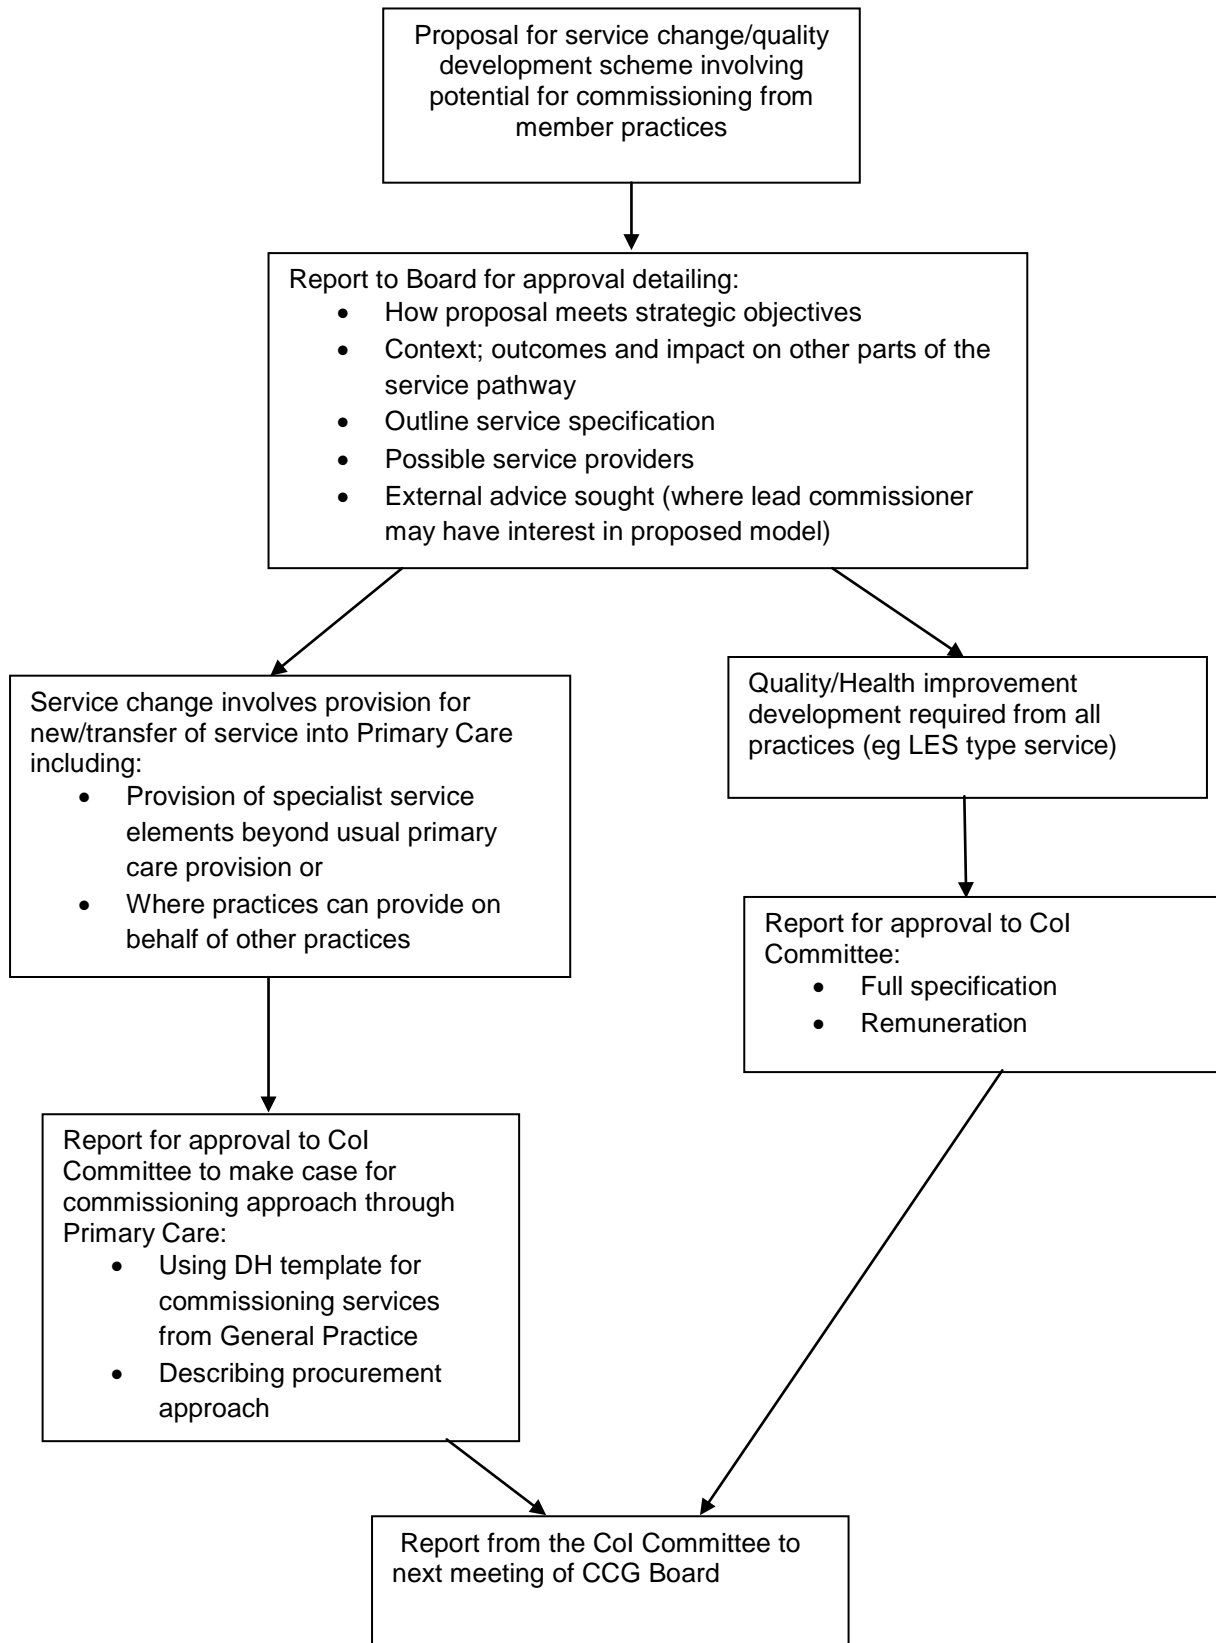 Proposal for service change/quality
development scheme involving
potential for commissioning from
member practices
Report to Board for approval detailing:
• How proposal meets strategic objectives
• Context; outcomes and impact on other parts of the
service pathway
• Outline service specification
• Possible service providers
• External advice sought (where lead commissioner
may have interest in proposed model)
Service change involves provision for
new/transfer of service into Primary Care
including:
• Provision of specialist service
elements beyond usual primary
care provision or
• Where practices can provide on
behalf of other practices
Quality/Health improvement
development required from all
practices (eg LES type service)
Report for approval to CoI
Committee:
• Full specification
• Remuneration
Report for approval to CoI
Committee to make case for
commissioning approach through
Primary Care:
• Using DH template for
commissioning services
from General Practice
• Describing procurement
approach
Report from the CoI Committee to
next meeting of CCG Board